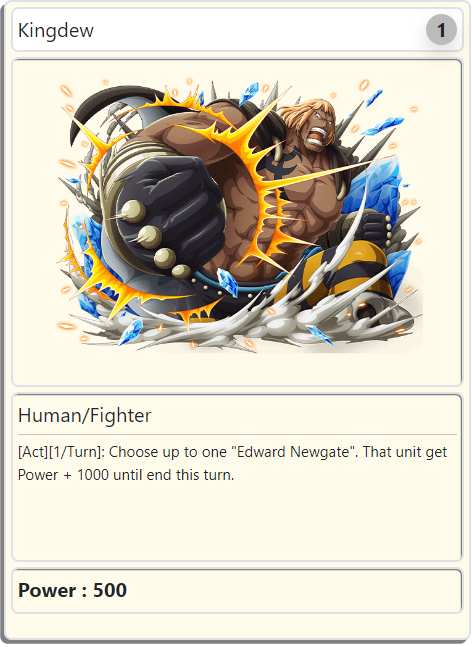 Kingdew
1
Human/Fighter
[Act][1/Turn]: Choose up to one "Edward Newgate". That unit get
Power + 1000 until end this turn.
Power : 500